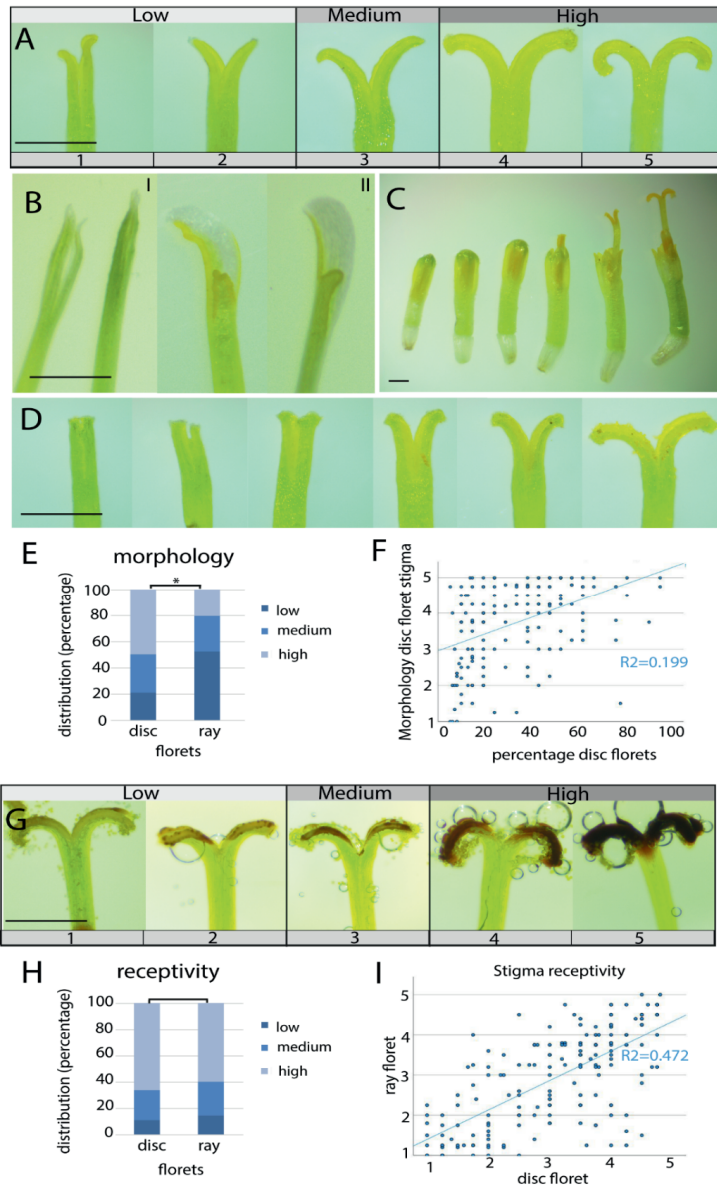 Low Medium High
A
1 2 3 4 5
B I II
C
D
E morphology
distribution (percentage)
100
80
60
40
20
0
*
low
medium
high
disc ray
florets
F
Morphology disc floret stigma
5
4
3
2
1
R2=0.199
0 20 40 60 80 100
percentage disc florets
Low Medium High
G
1 2 3 4 5
H receptivity
distribution (percentage)
100
80
60
40
20
0
low
medium
high
disc ray
florets
I Stigma receptivity
ray floret
5
4
3
2
1
R2=0.472
1 2 3 4 5
disc floret